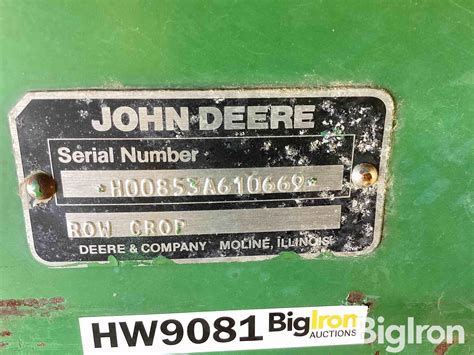 JOHN DEERE
Serial Number
*H00853A610669*
ROW CROP
DEERE & COMPANY MOLINE, ILLINOIS
HW9081 BigIron
AUCTIONS
BigIron